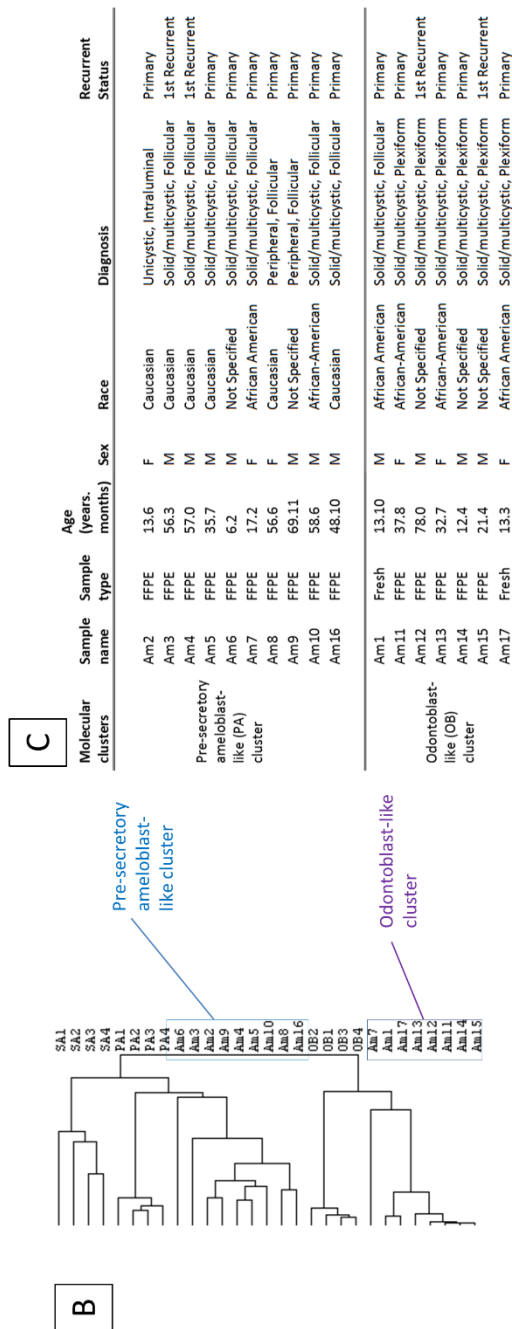 B
SA1
SA2
SA3
SA4
PA1
PA2
PA3
PA4
Am6
Am3
Am2
Am9
Am4
Am5
Am10
Am8
Am16
OB2
OB1
OB3
OB4
Am7
Am1
Am17
Am13
Am12
Am11
Am14
Am15
Pre-secretory
ameloblast-
like cluster
Odontoblast-like
cluster
C
Molecular clusters Sample name Sample type Age (years. months) Sex Race Diagnosis Recurrent Status
Pre-secretory ameloblast-like (PA) cluster
Am2 FFPE 13.6 F Caucasian Unicystic, Intraluminal Primary
Am3 FFPE 56.3 M Caucasian Solid/multicystic, Follicular 1st Recurrent
Am4 FFPE 57.0 M Caucasian Solid/multicystic, Follicular 1st Recurrent
Am5 FFPE 35.7 M Caucasian Solid/multicystic, Follicular Primary
Am6 FFPE 6.2 M Not Specified Solid/multicystic, Follicular Primary
Am7 FFPE 17.2 F African American Solid/multicystic, Follicular Primary
Am8 FFPE 56.6 F Caucasian Peripheral, Follicular Primary
Am9 FFPE 69.11 M Not Specified Peripheral, Follicular Primary
Am10 FFPE 58.6 M African-American Solid/multicystic, Follicular Primary
Am16 FFPE 48.10 M Caucasian Solid/multicystic, Follicular Primary
Odontoblast-like (OB) cluster
Am1 Fresh 13.10 M African American Solid/multicystic, Follicular Primary
Am11 FFPE 37.8 F African-American Solid/multicystic, Plexiform Primary
Am12 FFPE 78.0 M Not Specified Solid/multicystic, Plexiform 1st Recurrent
Am13 FFPE 32.7 F African-American Solid/multicystic, Plexiform Primary
Am14 FFPE 12.4 M Not Specified Solid/multicystic, Plexiform Primary
Am15 FFPE 21.4 M Not Specified Solid/multicystic, Plexiform 1st Recurrent
Am17 Fresh 13.3 F African American Solid/multicystic, Plexiform Primary